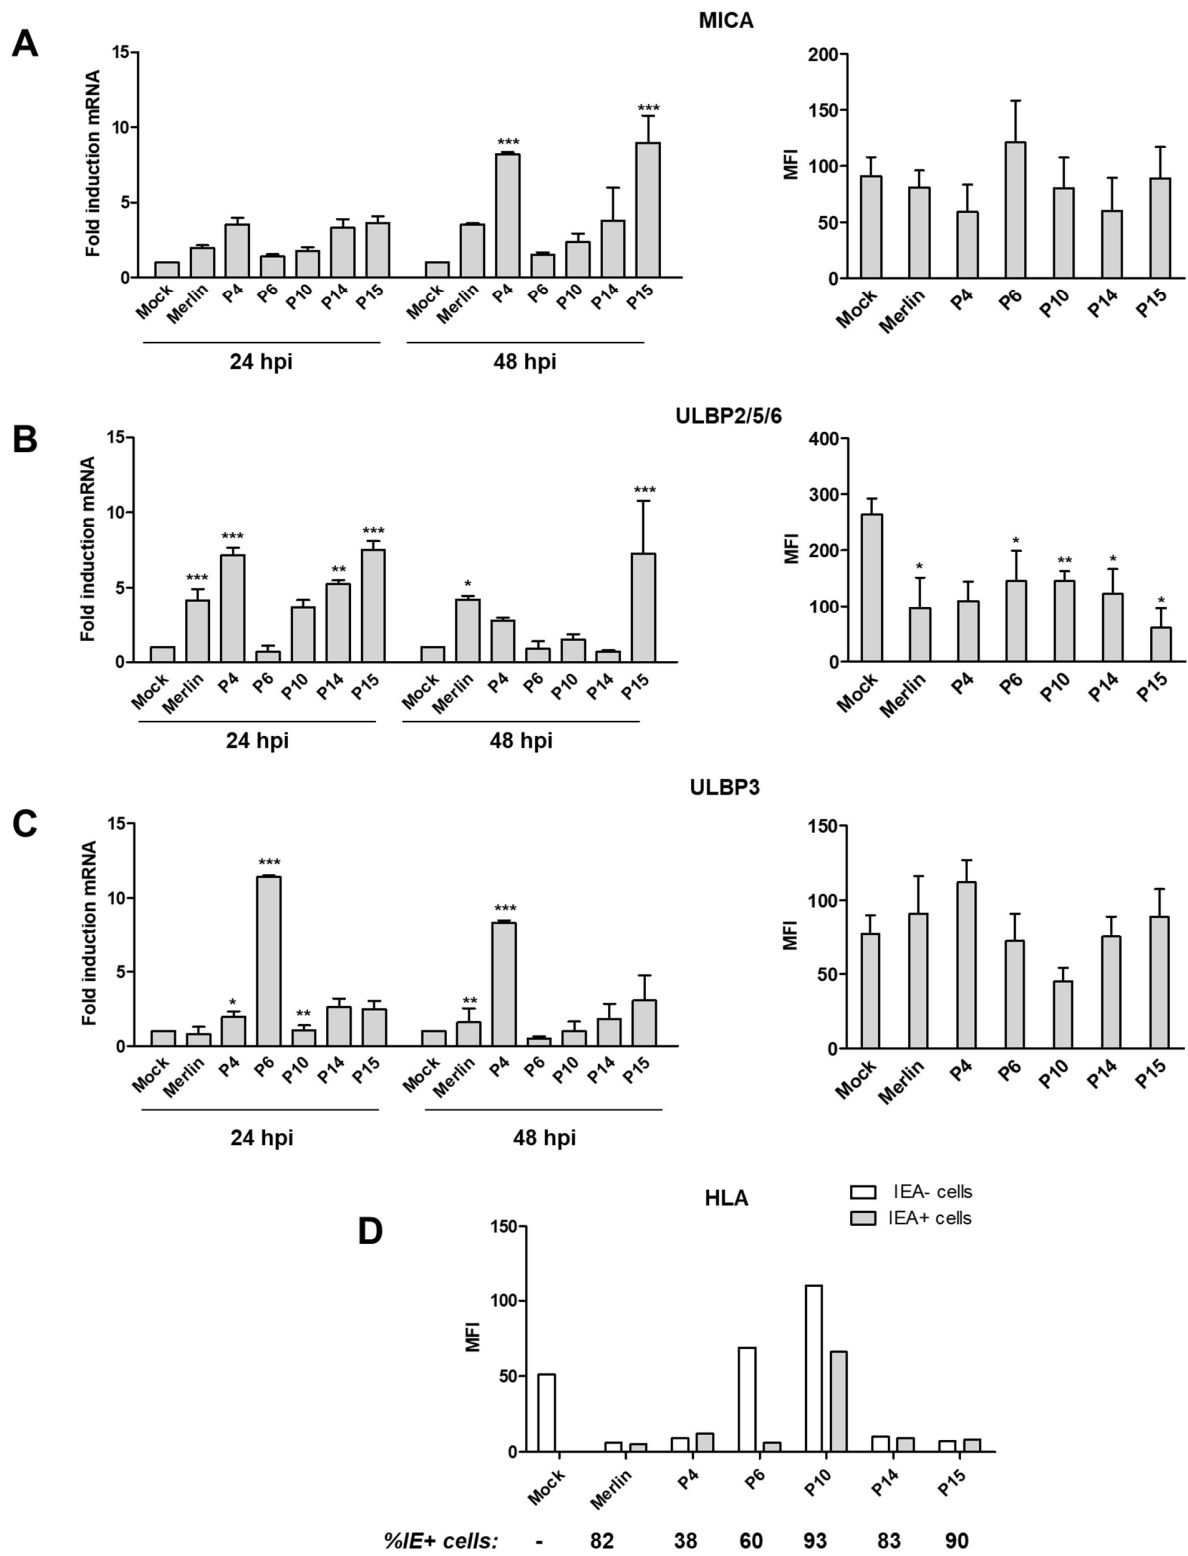 MICA
A
Fold induction mRNA
15
10
5
0
***
***
Mock Merlin P4 P6 P10 P14 P15 Mock Merlin P4 P6 P10 P14 P15
24 hpi 48 hpi
MFI
200
150
100
50
0
Mock Merlin P4 P6 P10 P14 P15
ULBP2/5/6
B
Fold induction mRNA
15
10
5
0
*** *** ** *** * ***
Mock Merlin P4 P6 P10 P14 P15 Mock Merlin P4 P6 P10 P14 P15
24 hpi 48 hpi
MFI
400
300
200
100
0
* * ** * *
Mock Merlin P4 P6 P10 P14 P15
ULBP3
C
Fold induction mRNA
15
10
5
0
* *** ** ** ***
Mock Merlin P4 P6 P10 P14 P15 Mock Merlin P4 P6 P10 P14 P15
24 hpi 48 hpi
MFI
150
100
50
0
Mock Merlin P4 P6 P10 P14 P15
HLA
IEA- cells
IEA+ cells
D
MFI
150
100
50
0
Mock Merlin P4 P6 P10 P14 P15
%IE+ cells: - 82 38 60 93 83 90